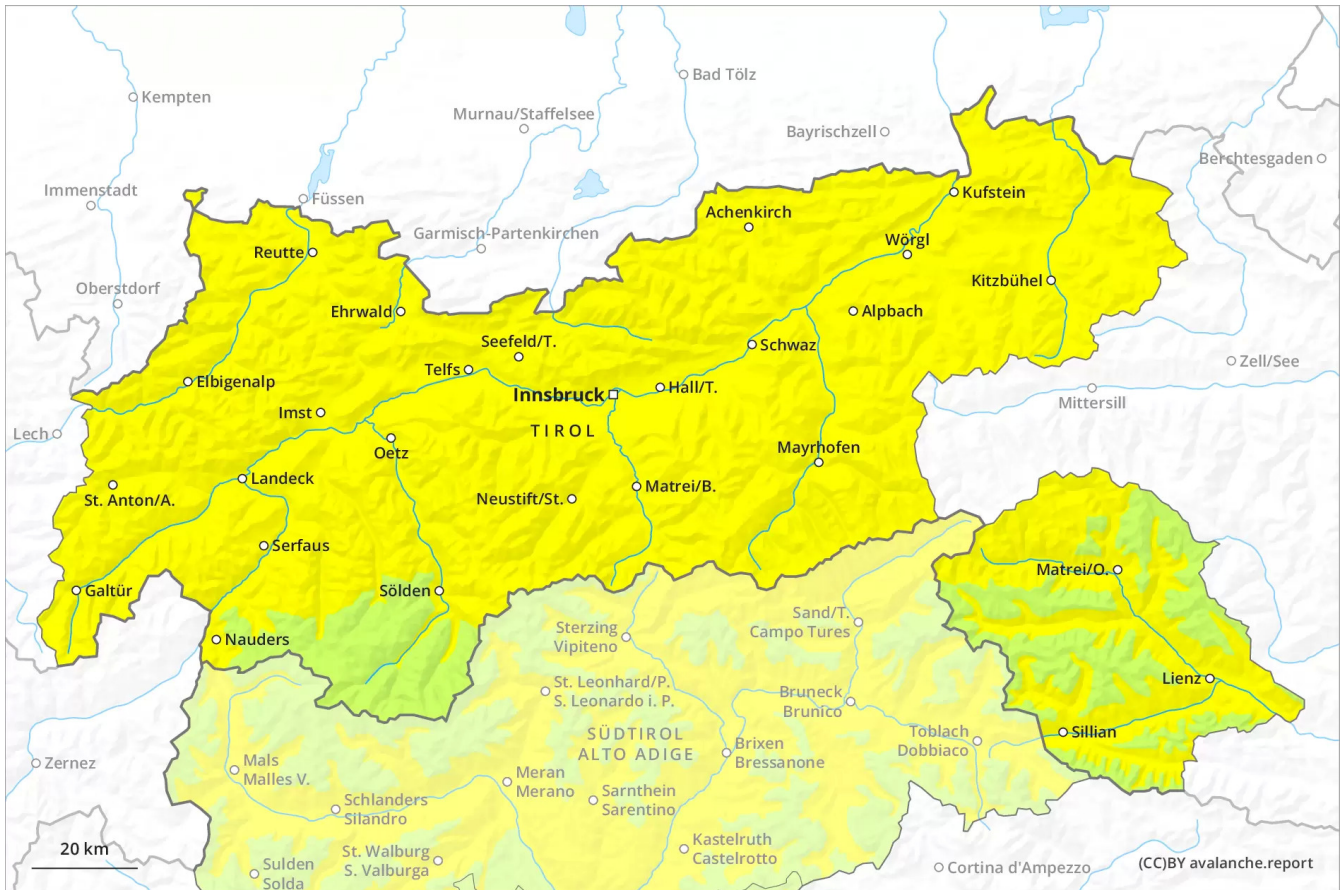 Bad Tölz
Kempten
Murnau/Staffelsee
Bayrischzell
Berchtesgaden
Immenstadt
Füssen
Kufstein
Achenkirch
Garmisch-Partenkirchen
Reutte
Wörgl
Oberstdorf
Kitzbühel
Ehrwald
Alpbach
Seefeld/T.
Schwaz
Zell/See
Telfs
Elbigenalp
Hall/T.
Innsbruck
Mittersill
Imst
TIROL
Lech
Oetz
Mayrhofen
Landeck
Matrei/B.
St. Anton/A.
Neustift/St.
Serfaus
Matrei/O.
Galtür
Sölden
Sand/T.
Campo Tures
Sterzing
Vipiteno
Nauders
Lienz
St. Leonhard/P.
S. Leonardo i. P.
Bruneck
Brunico
SÜDTIROL
ALTO ADIGE
Toblach
Dobbiaco
Sillian
Brixen
Bressanone
Zernez
Mals
Malles V.
Meran
Merano
Sarnthein
Sarentino
Schlanders
Silandro
Kastelruth
Castelrotto
20 km
St. Walburg
S. Valburga
Sulden
Solda
Cortina d'Ampezzo
(CC)BY avalanche.report